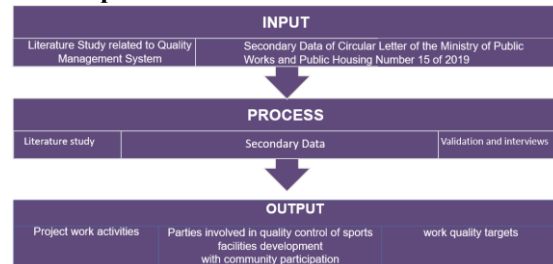 INPUT
Literature Study related to Quality
Management System
Secondary Data of Circular Letter of the Ministry of Public
Works and Public Housing Number 15 of 2019
PROCESS
Literature study
Secondary Data
Validation and interviews
OUTPUT
Project work activities
Parties involved in quality control of sports
facilities development
with community participation
work quality targets